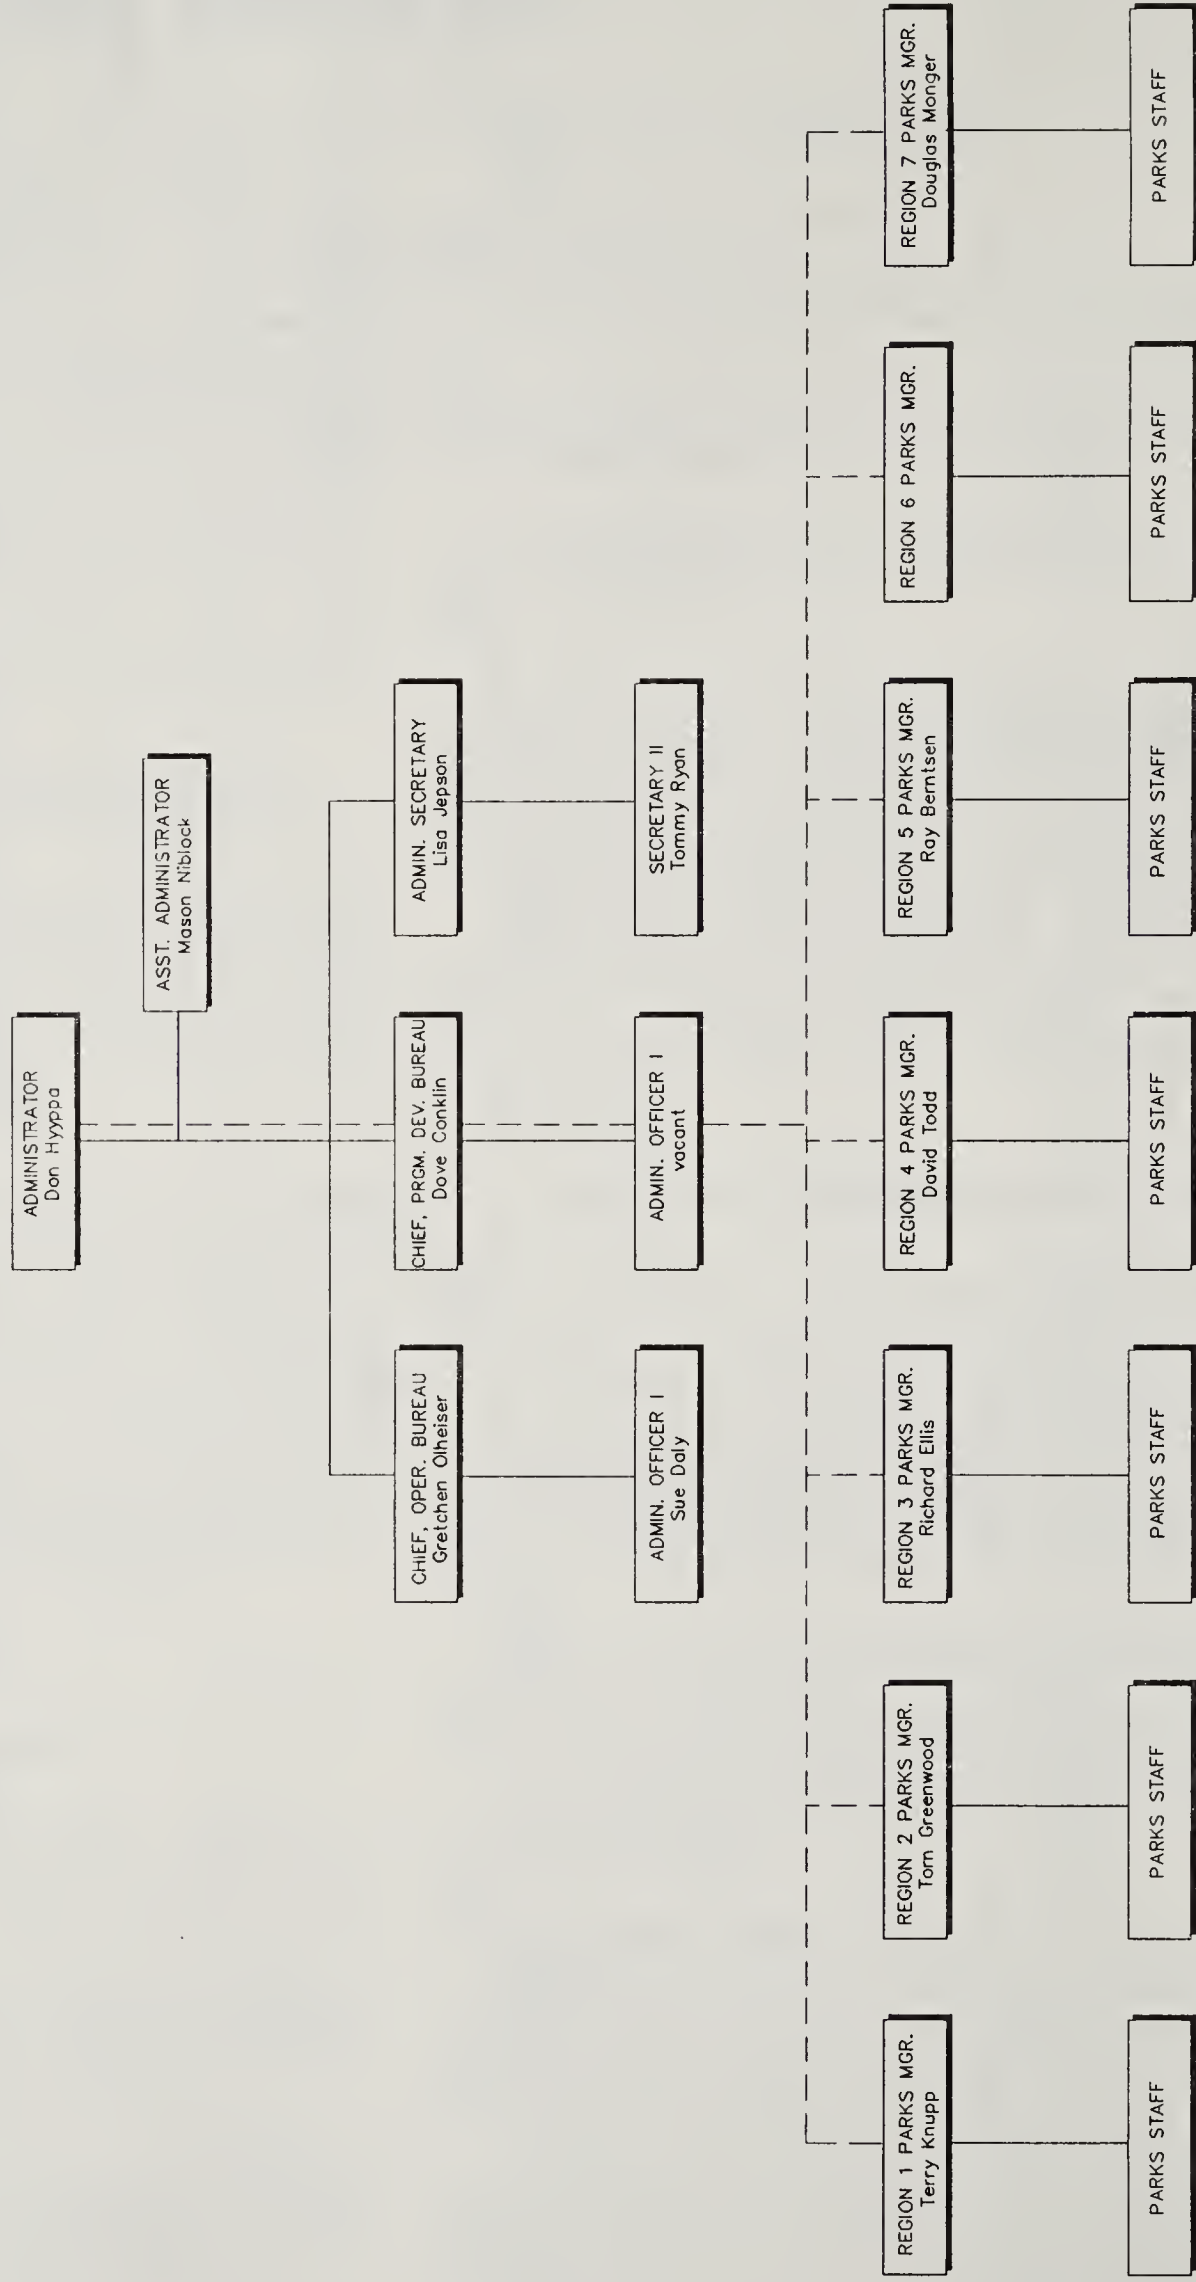 ADMINISTRATOR
Don Hyyppa
ASST. ADMINISTRATOR
Mason Niblock
CHIEF, OPER. BUREAU
Gretchen Olheiser
CHIEF, PRGM. DEV. BUREAU
Dave Conklin
ADMIN. SECRETARY
Lisa Jepson
ADMIN. OFFICER I
Sue Daly
ADMIN. OFFICER I
vacant
SECRETARY II
Tommy Ryan
REGION 1 PARKS MGR.
Terry Knupp
REGION 2 PARKS MGR.
Tom Greenwood
REGION 3 PARKS MGR.
Richard Ellis
REGION 4 PARKS MGR.
David Todd
REGION 5 PARKS MGR.
Ray Berntsen
REGION 6 PARKS MGR.
REGION 7 PARKS MGR.
Douglas Monger
PARKS STAFF
PARKS STAFF
PARKS STAFF
PARKS STAFF
PARKS STAFF
PARKS STAFF
PARKS STAFF